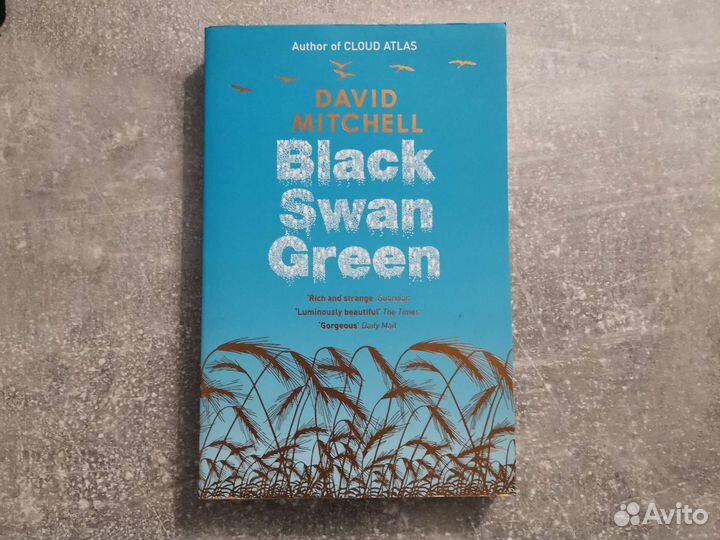 Author of CLOUD ATLAS
DAVID
MITCHELL
Black
Swan
Green
'Rich and strange' Guardian
'Luminously beautiful' The Times
'Gorgeous' Daily Mail
Avito